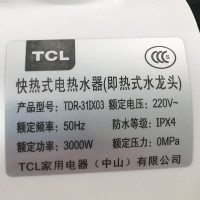 TCL
CCC
快热式电热水器(即热式水龙头)
产品型号: TDR-31DX03 额定电压: 220V~
额定频率: 50Hz 防水等级: IPX4
额定功率: 3000W 额定压力: 0MPa
TCL家用电器(中山)有限公司